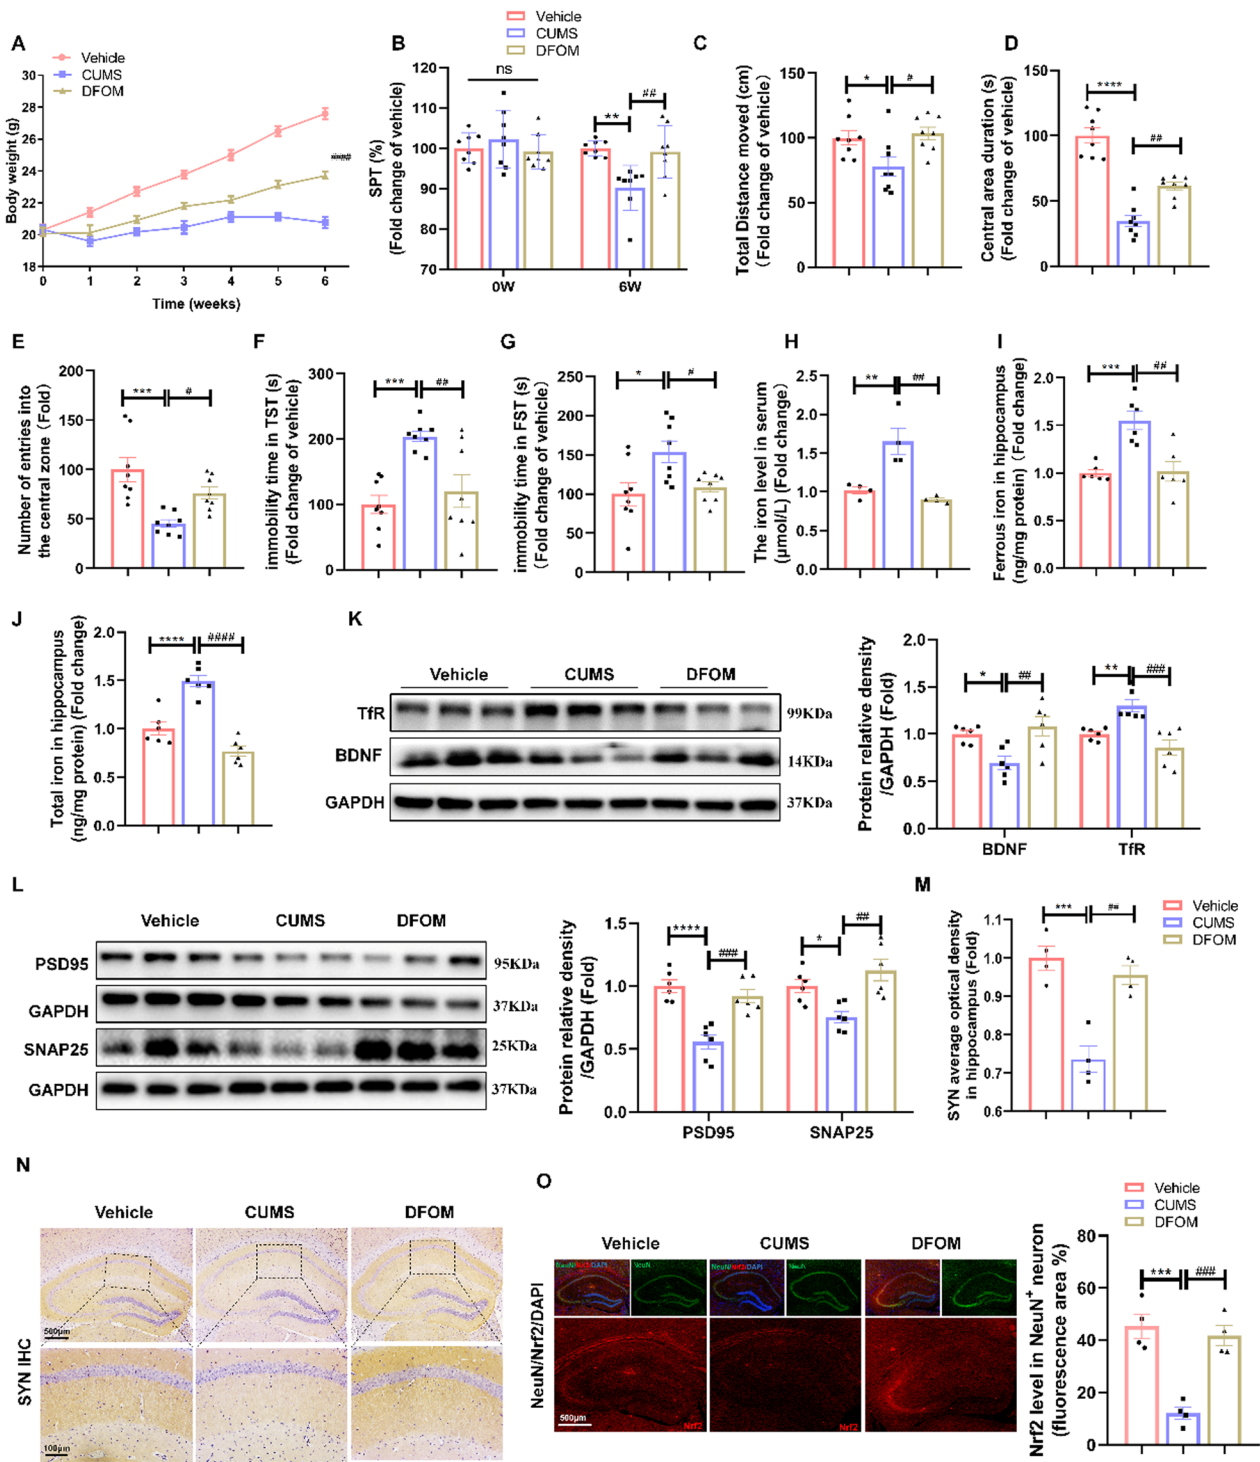 A
Vehicle
CUMS
DFOM
Body weight (g)
30
28
26
24
22
20
18
0 1 2 3 4 5 6
Time (weeks)
####
B
Vehicle
CUMS
DFOM
SPT (%)
(Fold change of vehicle)
120
110
100
90
80
70
ns
**
##
0W 6W
C
Total Distance moved (cm)
(Fold change of vehicle)
150
100
50
0
*
#
D
Central area duration (s)
(Fold change of vehicle)
150
100
50
0
****
##
E
Number of entries into
the central zone (Fold)
200
150
100
50
0
***
#
F
immobility time in TST (s)
(Fold change of vehicle)
300
200
100
0
***
##
G
immobility time in FST (s)
(Fold change of vehicle)
250
200
150
100
50
0
*
#
H
The iron level in serum
(μmol/L) (Fold change)
2.5
2.0
1.5
1.0
0.5
0.0
**
##
I
Ferrous iron in hippocampus
(ng/mg protein) (Fold change)
2.0
1.5
1.0
0.5
0.0
***
##
J
Total iron in hippocampus
(ng/mg protein) (Fold change)
2.0
1.5
1.0
0.5
0.0
****
####
K
Vehicle CUMS DFOM
TfR 99KDa
BDNF 14KDa
GAPDH 37KDa
Protein relative density
/GAPDH (Fold)
2.0
1.5
1.0
0.5
0.0
*
##
**
###
BDNF TfR
L
Vehicle CUMS DFOM
PSD95 95KDa
GAPDH 37KDa
SNAP25 25KDa
GAPDH 37KDa
Protein relative density
/GAPDH (Fold)
1.5
1.0
0.5
0.0
****
###
*
##
PSD95 SNAP25
M
SYN average optical density
in hippocampus (Fold)
1.1
1.0
0.9
0.8
0.7
0.6
***
##
Vehicle
CUMS
DFOM
N
Vehicle CUMS DFOM
SYN IHC
500μm
100μm
O
Vehicle CUMS DFOM
NeuN/Nrf2/DAPI
NeuN/Nrf2/DAPI NeuN NeuN/Nrf2/DAPI NeuN
500μm
Nrf2 Nrf2
Vehicle
CUMS
DFOM
Nrf2 level in NeuN+ neuron
(fluorescence area %)
80
60
40
20
0
***
###